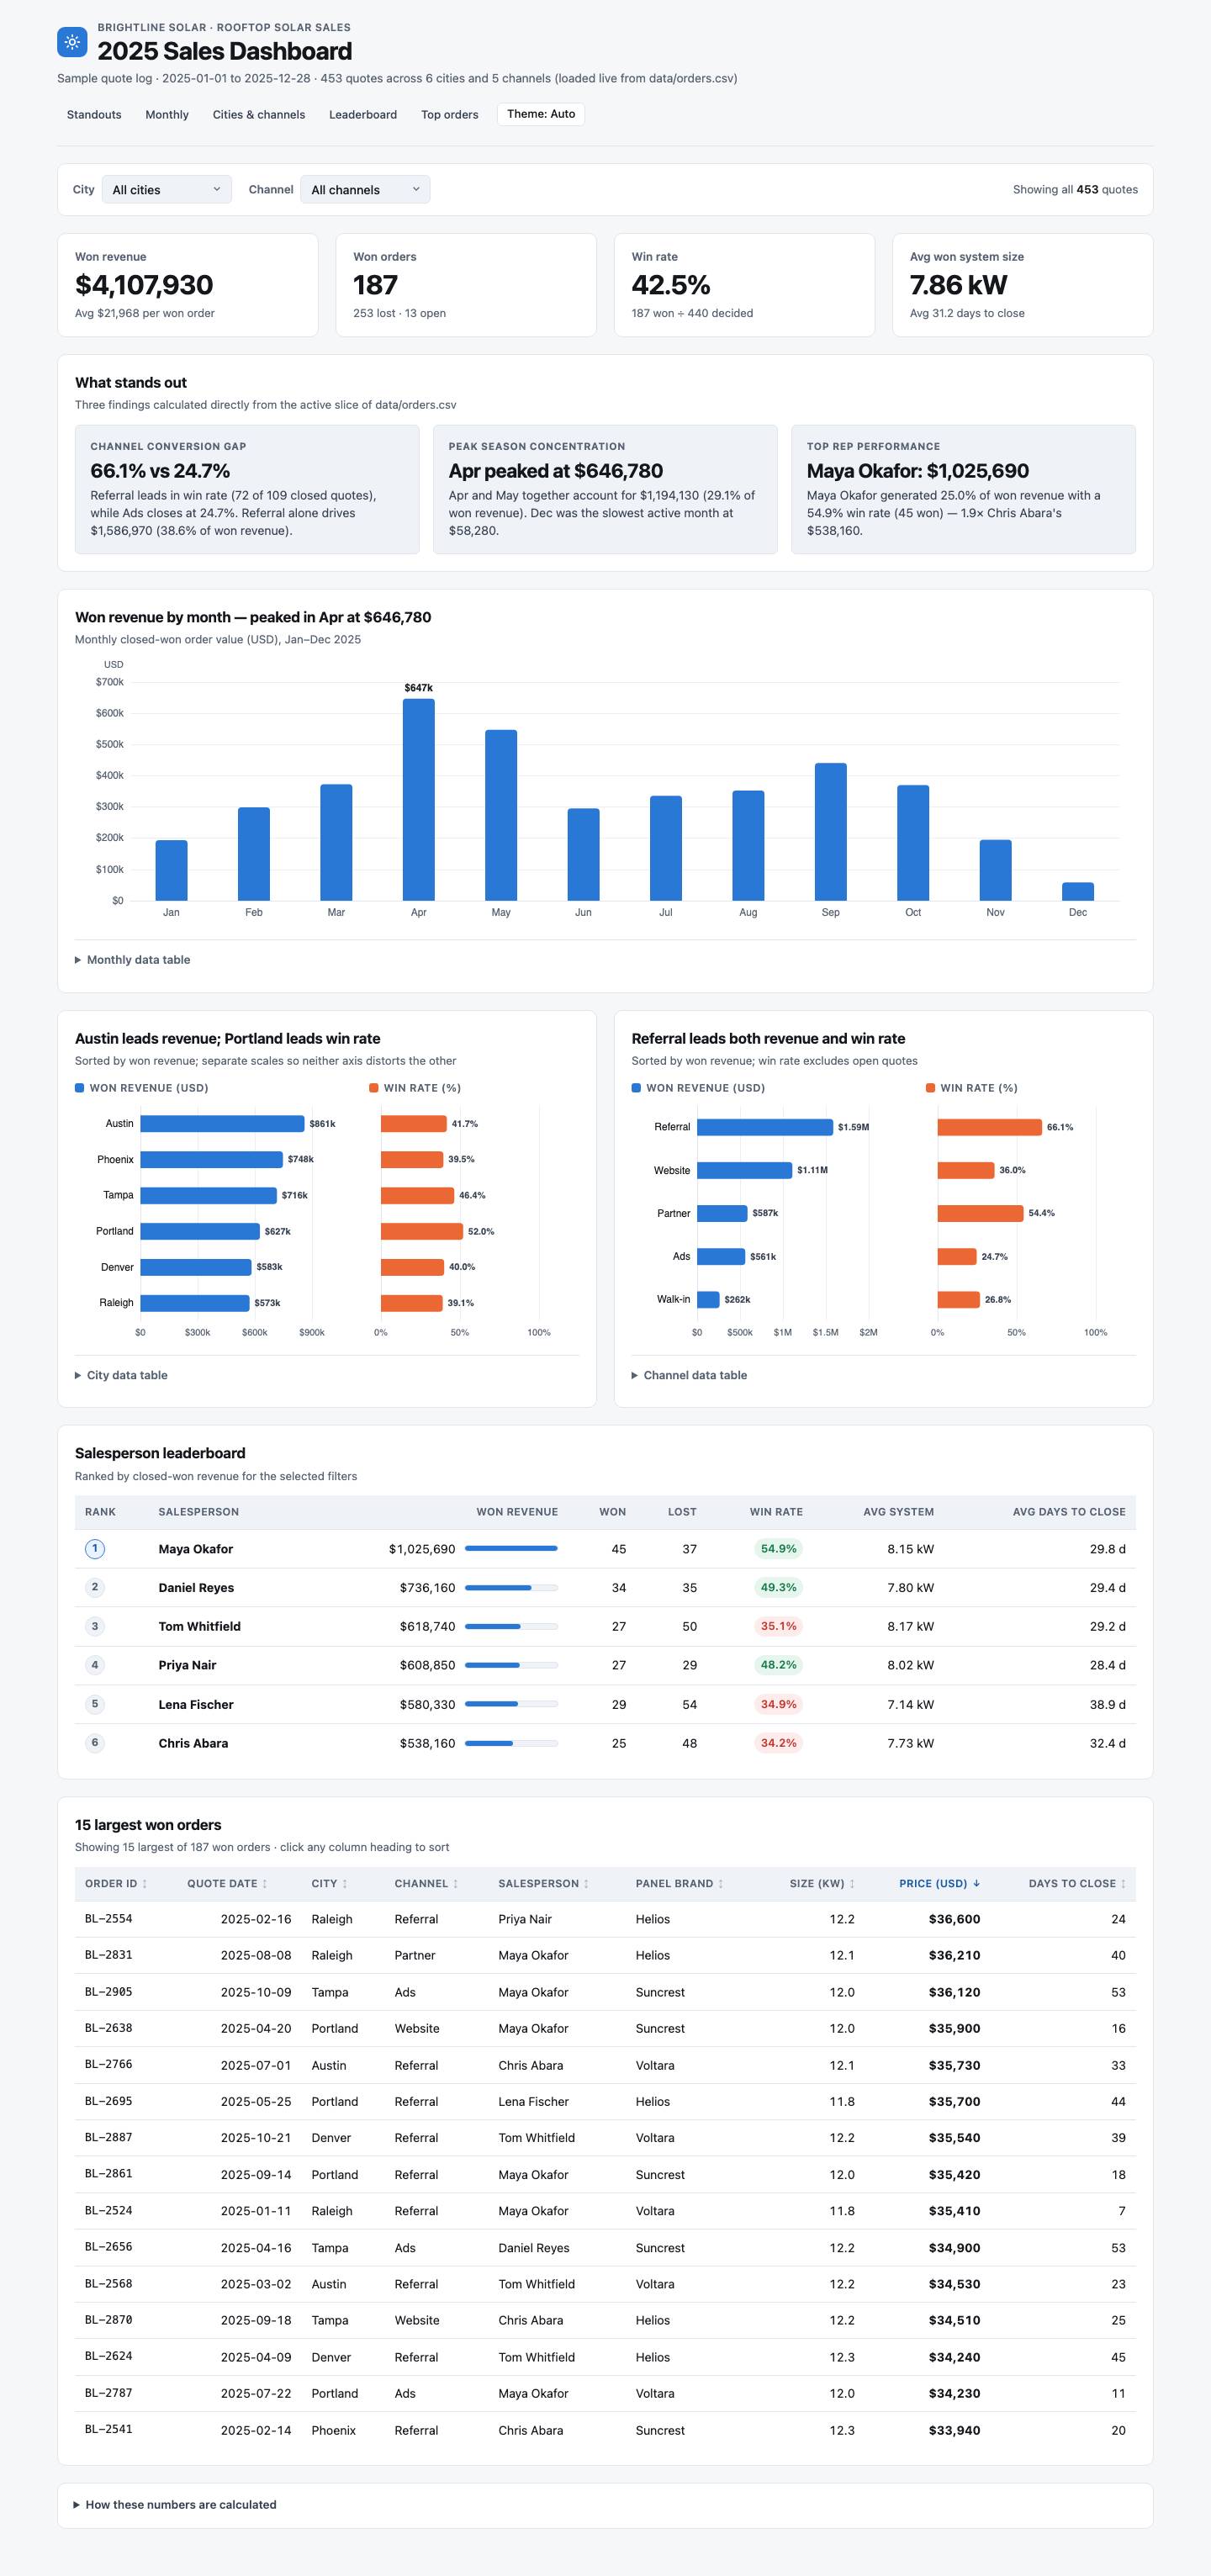 BRIGHTLINE SOLAR · ROOFTOP SOLAR SALES
2025 Sales Dashboard
Sample quote log · 2025-01-01 to 2025-12-28 · 453 quotes across 6 cities and 5 channels (loaded live from data/orders.csv)
Standouts Monthly Cities & channels Leaderboard Top orders Theme: Auto
City All cities Channel All channels Showing all 453 quotes
Won revenue
$4,107,930
Avg $21,968 per won order
Won orders
187
253 lost · 13 open
Win rate
42.5%
187 won ÷ 440 decided
Avg won system size
7.86 kW
Avg 31.2 days to close
What stands out
Three findings calculated directly from the active slice of data/orders.csv
CHANNEL CONVERSION GAP
66.1% vs 24.7%
Referral leads in win rate (72 of 109 closed quotes),
while Ads closes at 24.7%. Referral alone drives
$1,586,970 (38.6% of won revenue).
PEAK SEASON CONCENTRATION
Apr peaked at $646,780
Apr and May together account for $1,194,130 (29.1% of
won revenue). Dec was the slowest active month at
$58,280.
TOP REP PERFORMANCE
Maya Okafor: $1,025,690
Maya Okafor generated 25.0% of won revenue with a
54.9% win rate (45 won) — 1.9× Chris Abara's
$538,160.
Won revenue by month — peaked in Apr at $646,780
Monthly closed-won order value (USD), Jan–Dec 2025
USD
$700k
$647k
$600k
$500k
$400k
$300k
$200k
$100k
$0
Jan Feb Mar Apr May Jun Jul Aug Sep Oct Nov Dec
▶ Monthly data table
Austin leads revenue; Portland leads win rate
Sorted by won revenue; separate scales so neither axis distorts the other
WON REVENUE (USD) WIN RATE (%)
Austin $861k 41.7%
Phoenix $748k 39.5%
Tampa $716k 46.4%
Portland $627k 52.0%
Denver $583k 40.0%
Raleigh $573k 39.1%
$0 $300k $600k $900k 0% 50% 100%
▶ City data table
Referral leads both revenue and win rate
Sorted by won revenue; win rate excludes open quotes
WON REVENUE (USD) WIN RATE (%)
Referral $1.59M 66.1%
Website $1.11M 36.0%
Partner $587k 54.4%
Ads $561k 24.7%
Walk-in $262k 26.8%
$0 $500k $1M $1.5M $2M 0% 50% 100%
▶ Channel data table
Salesperson leaderboard
Ranked by closed-won revenue for the selected filters
RANK SALESPERSON WON REVENUE WON LOST WIN RATE AVG SYSTEM AVG DAYS TO CLOSE
1 Maya Okafor $1,025,690 45 37 54.9% 8.15 kW 29.8 d
2 Daniel Reyes $736,160 34 35 49.3% 7.80 kW 29.4 d
3 Tom Whitfield $618,740 27 50 35.1% 8.17 kW 29.2 d
4 Priya Nair $608,850 27 29 48.2% 8.02 kW 28.4 d
5 Lena Fischer $580,330 29 54 34.9% 7.14 kW 38.9 d
6 Chris Abara $538,160 25 48 34.2% 7.73 kW 32.4 d
15 largest won orders
Showing 15 largest of 187 won orders · click any column heading to sort
ORDER ID ↕ QUOTE DATE ↕ CITY ↕ CHANNEL ↕ SALESPERSON ↕ PANEL BRAND ↕ SIZE (KW) ↕ PRICE (USD) ↓ DAYS TO CLOSE ↕
BL-2554 2025-02-16 Raleigh Referral Priya Nair Helios 12.2 $36,600 24
BL-2831 2025-08-08 Raleigh Partner Maya Okafor Helios 12.1 $36,210 40
BL-2905 2025-10-09 Tampa Ads Maya Okafor Suncrest 12.0 $36,120 53
BL-2638 2025-04-20 Portland Website Maya Okafor Suncrest 12.0 $35,900 16
BL-2766 2025-07-01 Austin Referral Chris Abara Voltara 12.1 $35,730 33
BL-2695 2025-05-25 Portland Referral Lena Fischer Helios 11.8 $35,700 44
BL-2887 2025-10-21 Denver Referral Tom Whitfield Voltara 12.2 $35,540 39
BL-2861 2025-09-14 Portland Referral Maya Okafor Suncrest 12.0 $35,420 18
BL-2524 2025-01-11 Raleigh Referral Maya Okafor Voltara 11.8 $35,410 7
BL-2656 2025-04-16 Tampa Ads Daniel Reyes Suncrest 12.2 $34,900 53
BL-2568 2025-03-02 Austin Referral Tom Whitfield Voltara 12.2 $34,530 23
BL-2870 2025-09-18 Tampa Website Chris Abara Helios 12.2 $34,510 25
BL-2624 2025-04-09 Denver Referral Tom Whitfield Helios 12.3 $34,240 45
BL-2787 2025-07-22 Portland Ads Maya Okafor Voltara 12.0 $34,230 11
BL-2541 2025-02-14 Phoenix Referral Chris Abara Suncrest 12.3 $33,940 20
▶ How these numbers are calculated